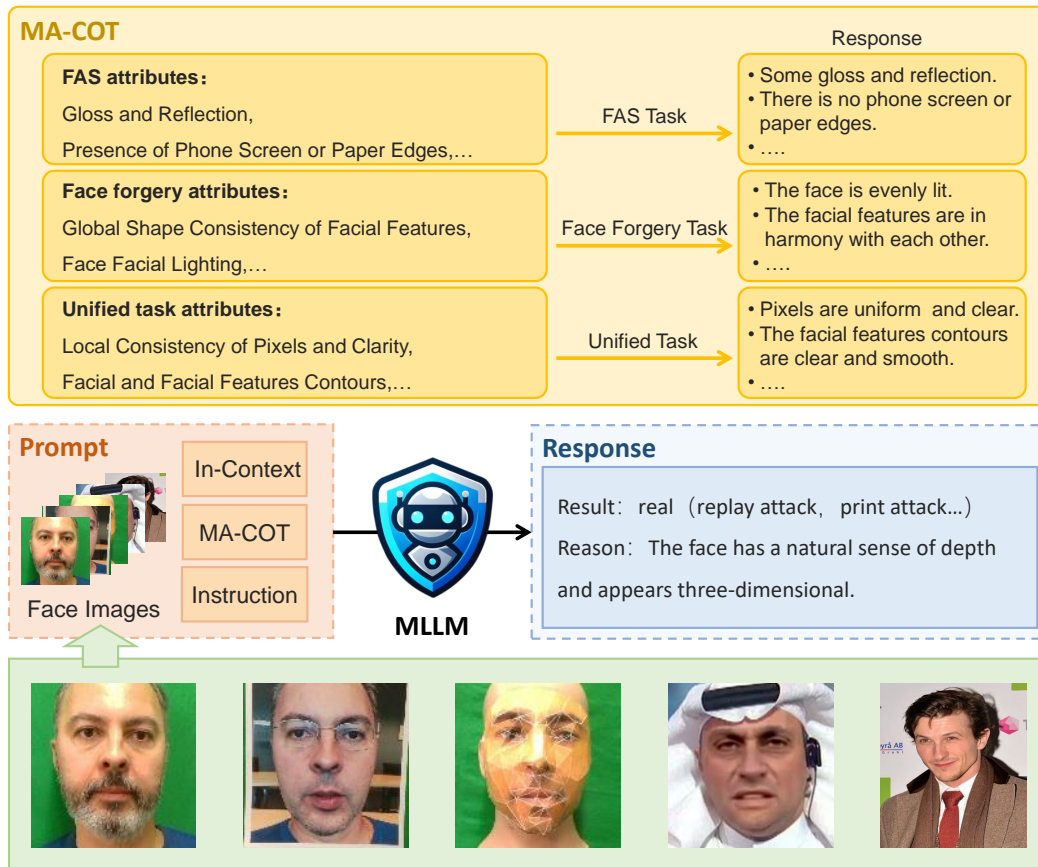 MA-COT
Response
FAS attributes：
Gloss and Reflection,
Presence of Phone Screen or Paper Edges,…
FAS Task
• Some gloss and reflection.
• There is no phone screen or
paper edges.
• ….
Face forgery attributes：
Global Shape Consistency of Facial Features,
Face Facial Lighting,…
Face Forgery Task
• The face is evenly lit.
• The facial features are in
harmony with each other.
• ….
Unified task attributes：
Local Consistency of Pixels and Clarity,
Facial and Facial Features Contours,…
Unified Task
• Pixels are uniform and clear.
• The facial features contours
are clear and smooth.
• ….
Prompt
Face Images
In-Context
MA-COT
Instruction
MLLM
Response
Result：real（replay attack，print attack…）
Reason：The face has a natural sense of depth
and appears three-dimensional.
yrå AB